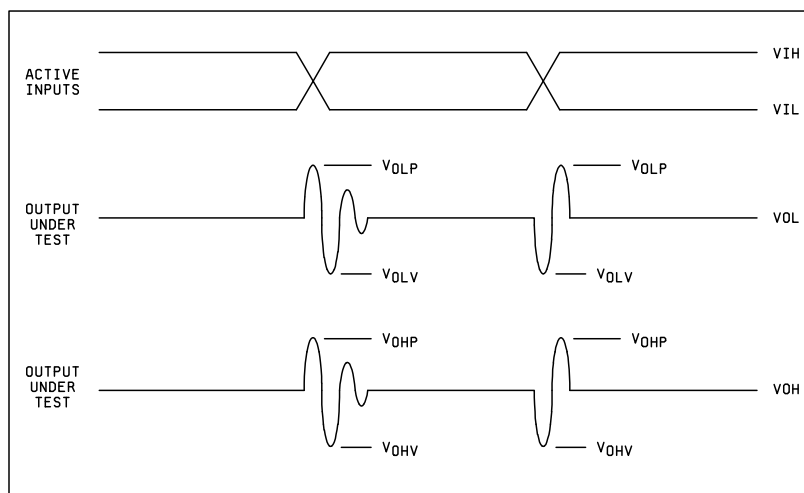 ACTIVE
INPUTS
VIH
VIL
OUTPUT
UNDER
TEST
VOLP
VOLP
VOL
VOLV
VOLV
OUTPUT
UNDER
TEST
VOHP
VOHP
VOH
VOHV
VOHV